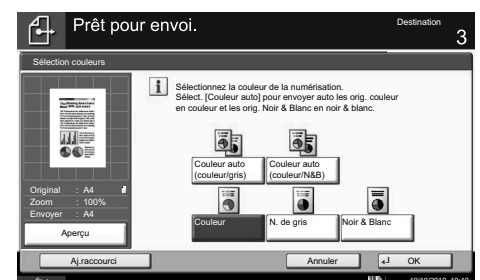 Prêt pour envoi.
Destination
3
Sélection couleurs
Sélectionnez la couleur de la numérisation.
Sélect. [Couleur auto] pour envoyer auto les orig. couleur
en couleur et les orig. Noir & Blanc en noir & blanc.
Couleur auto
(couleur/gris)
Couleur auto
(couleur/N&B)
Original : A4
Zoom : 100%
Envoyer : A4
Couleur
N. de gris
Noir & Blanc
Aperçu
Aj.raccourci
Annuler
OK